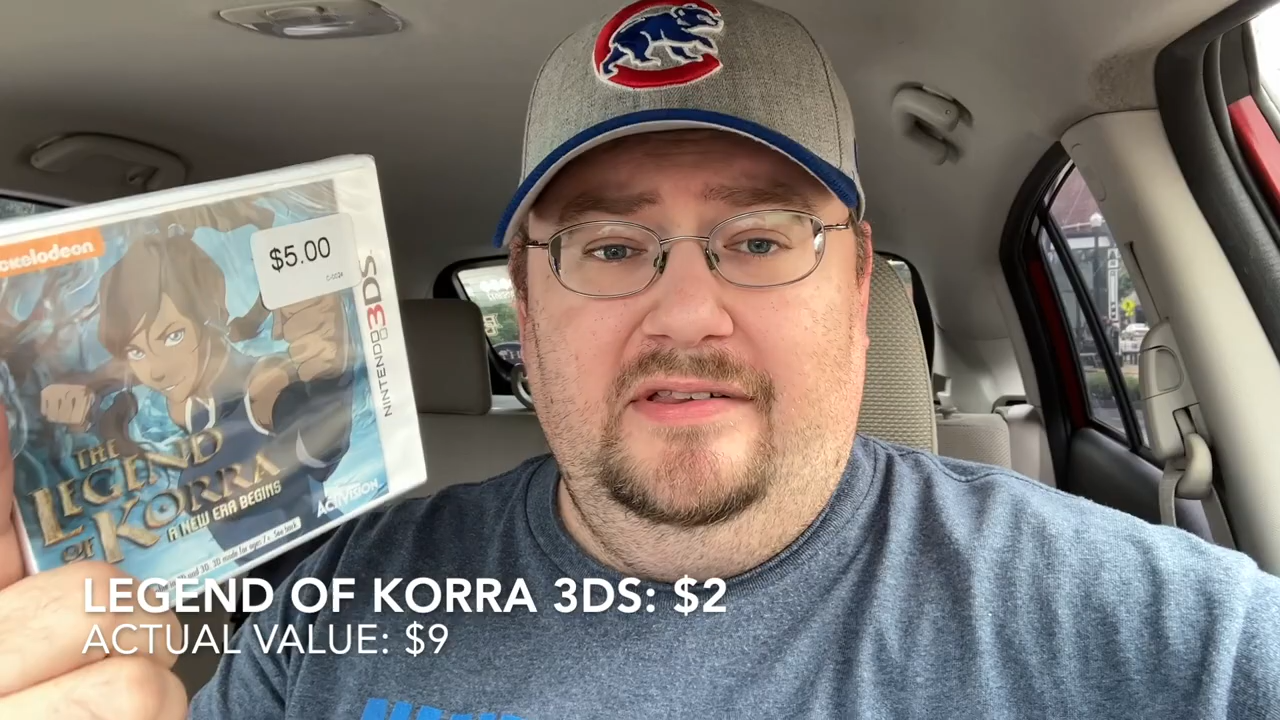 ckelodeon
$5.00
NINTENDO 3DS
THE
LEGEND
OF KORRA
A NEW ERA BEGINS
ACTIVISION
LEGEND OF KORRA 3DS: $2
ACTUAL VALUE: $9